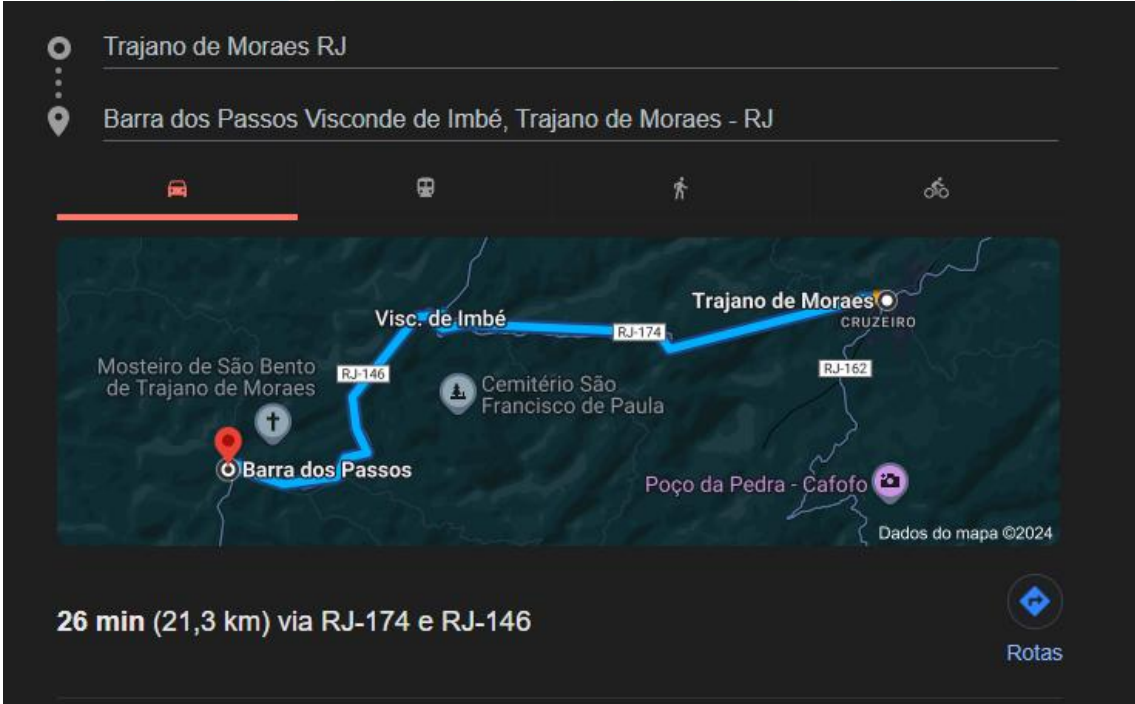 Trajano de Moraes RJ
Barra dos Passos Visconde de Imbé, Trajano de Moraes - RJ
Trajano de Moraes
CRUZEIRO
Visc. de Imbé
RJ-174
Mosteiro de São Bento
de Trajano de Moraes
RJ-146
RJ-162
Cemitério São
Francisco de Paula
Barra dos Passos
Poço da Pedra - Cafofo
Dados do mapa ©2024
26 min (21,3 km) via RJ-174 e RJ-146
Rotas